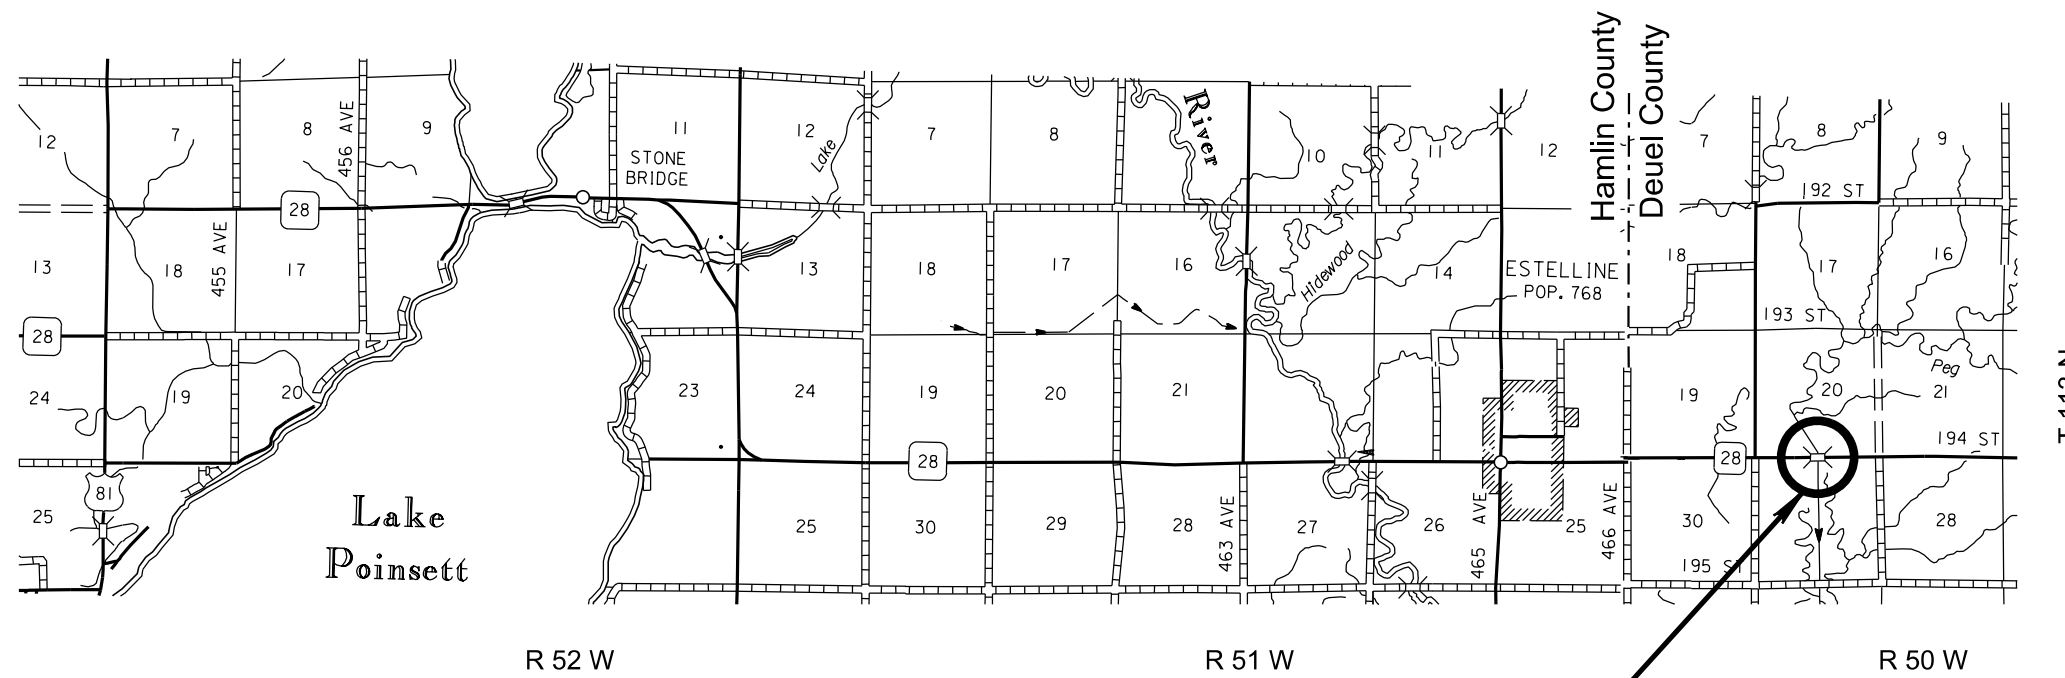 Hamlin County
Deuel County
12
7
8
456 AVE
9
11
STONE
BRIDGE
12
Lake
7
8
River
10
11
12
7
8
9
192 ST
28
13
18
455 AVE
17
13
18
17
16
Hidewood
14
ESTELLINE
POP. 768
18
17
16
193 ST
28
24
19
20
23
24
19
20
21
19
20
Peg
21
194 ST
28
28
81
25
Lake
Poinsett
25
30
29
28
463 AVE
27
26
465 AVE
25
466 AVE
30
28
195 ST
R 52 W
R 51 W
R 50 W